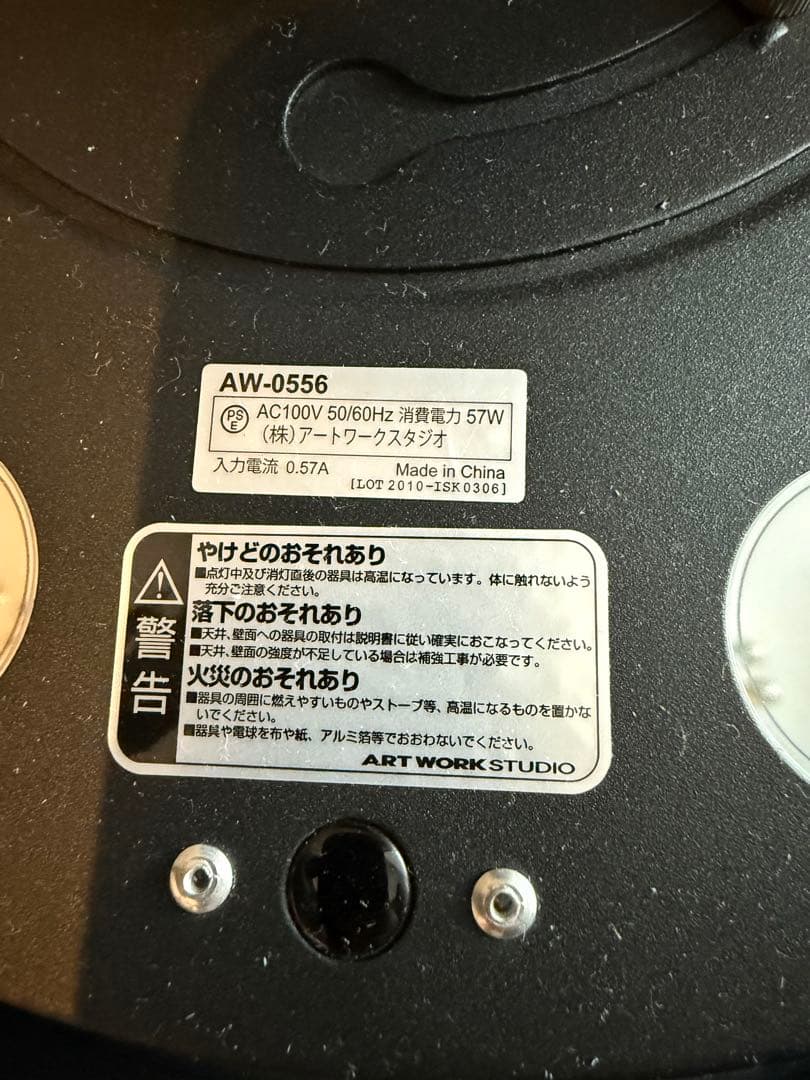 AW-0556
PSE
AC100V 50/60Hz 消費電力 57W
(株)アートワークスタジオ
入力電流 0.57A
Made in China
[LOT 2010-ISK0306]
警告
やけどのおそれあり
■点灯中及び消灯直後の器具は高温になっています。体に触れないよう
充分ご注意ください。
落下のおそれあり
■天井、壁面への器具の取付は説明書に従い確実におこなってください。
■天井、壁面の強度が不足している場合は補強工事が必要です。
火災のおそれあり
■器具の周囲に燃えやすいものやストーブ等、高温になるものを置かな
いでください。
■器具や電球を布や紙、アルミ箔等でおおわないでください。
ART WORKSTUDIO